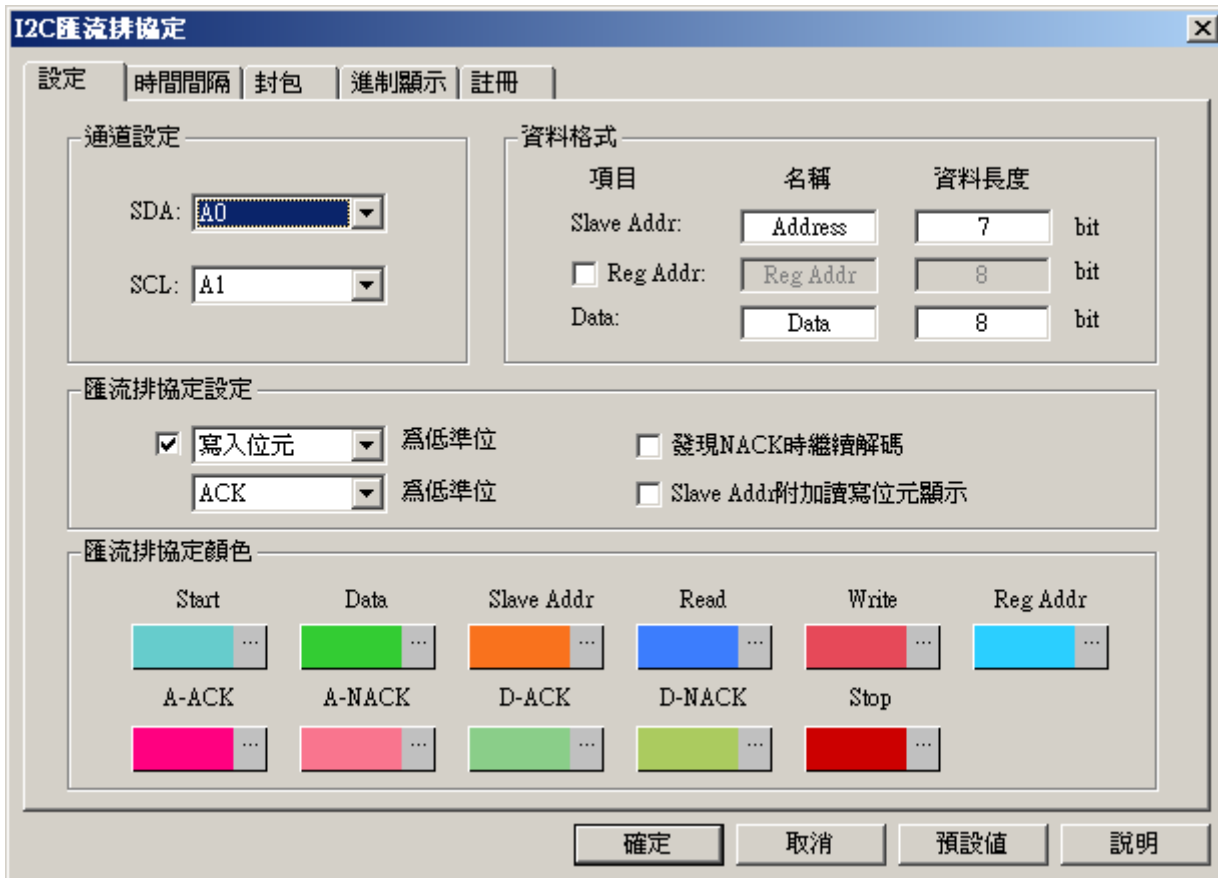 I2C匯流排協定
設定 時間間隔 封包 進制顯示 註冊
通道設定
SDA: A0
SCL: A1
資料格式
項目 名稱 資料長度
Slave Addr: Address 7 bit
Reg Addr: Reg Addr 8 bit
Data: Data 8 bit
匯流排協定設定
寫入位元 爲低準位 發現NACK時繼續解碼
ACK 爲低準位 Slave Addr附加讀寫位元顯示
匯流排協定顏色
Start Data Slave Addr Read Write Reg Addr
... ... ... ... ... ...
A-ACK A-NACK D-ACK D-NACK Stop
... ... ... ... ...
確定 取消 預設値 說明